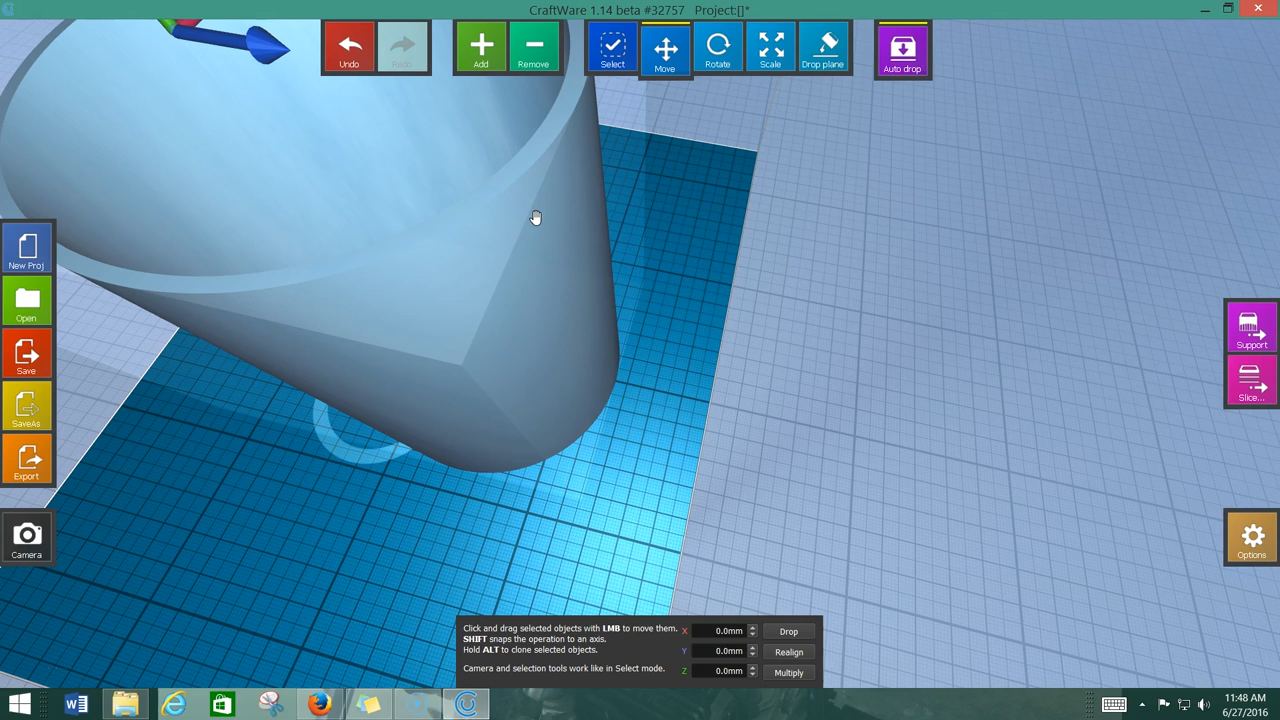 CraftWare 1.14 beta #32757 Project:[]*
Undo
Redo
Add
Remove
Select
Move
Rotate
Scale
Drop plane
Auto drop
New Proj
Open
Save
SaveAs
Export
Camera
Support
Slice...
Options
Click and drag selected objects with LMB to move them.
SHIFT snaps the operation to an axis.
Hold ALT to clone selected objects.
Camera and selection tools work like in Select mode.
X 0.0mm Drop
Y 0.0mm Realign
Z 0.0mm Multiply
11:48 AM
6/27/2016